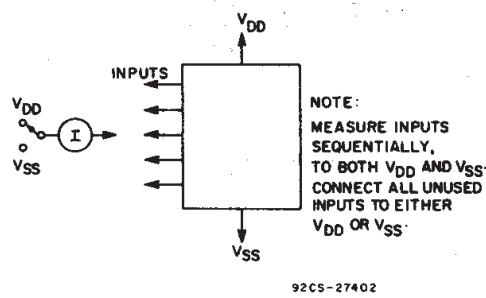 VDD
INPUTS
VDD
I
VSS
NOTE:
MEASURE INPUTS
SEQUENTIALLY,
TO BOTH VDD AND VSS.
CONNECT ALL UNUSED
INPUTS TO EITHER
VDD OR VSS.
VSS
92CS-27402